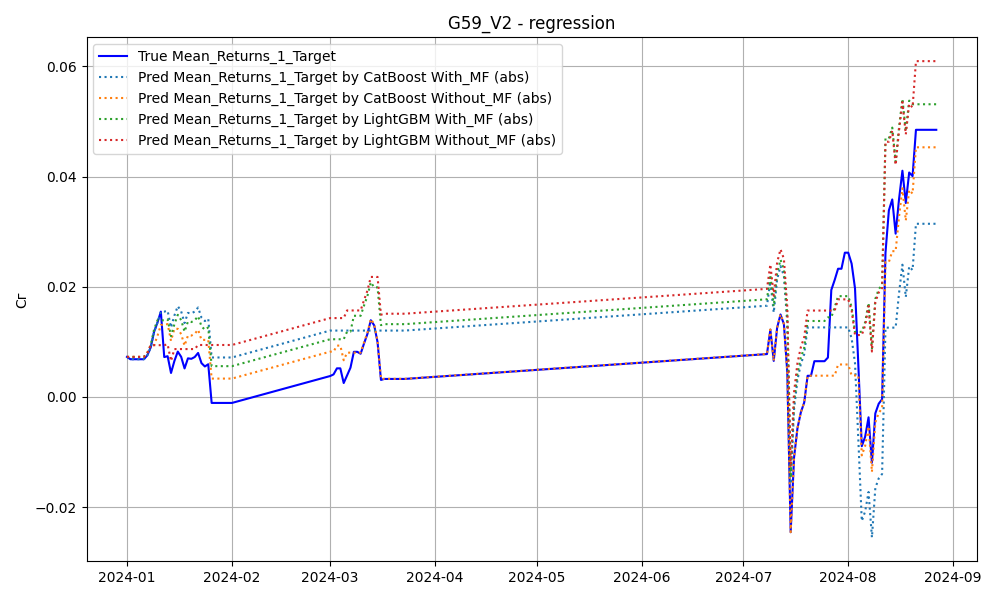 G59_V2 - regression
True Mean_Returns_1_Target
Pred Mean_Returns_1_Target by CatBoost With_MF (abs)
Pred Mean_Returns_1_Target by CatBoost Without_MF (abs)
Pred Mean_Returns_1_Target by LightGBM With_MF (abs)
Pred Mean_Returns_1_Target by LightGBM Without_MF (abs)
Cr
0.06
0.04
0.02
0.00
−0.02
2024-01 2024-02 2024-03 2024-04 2024-05 2024-06 2024-07 2024-08 2024-09